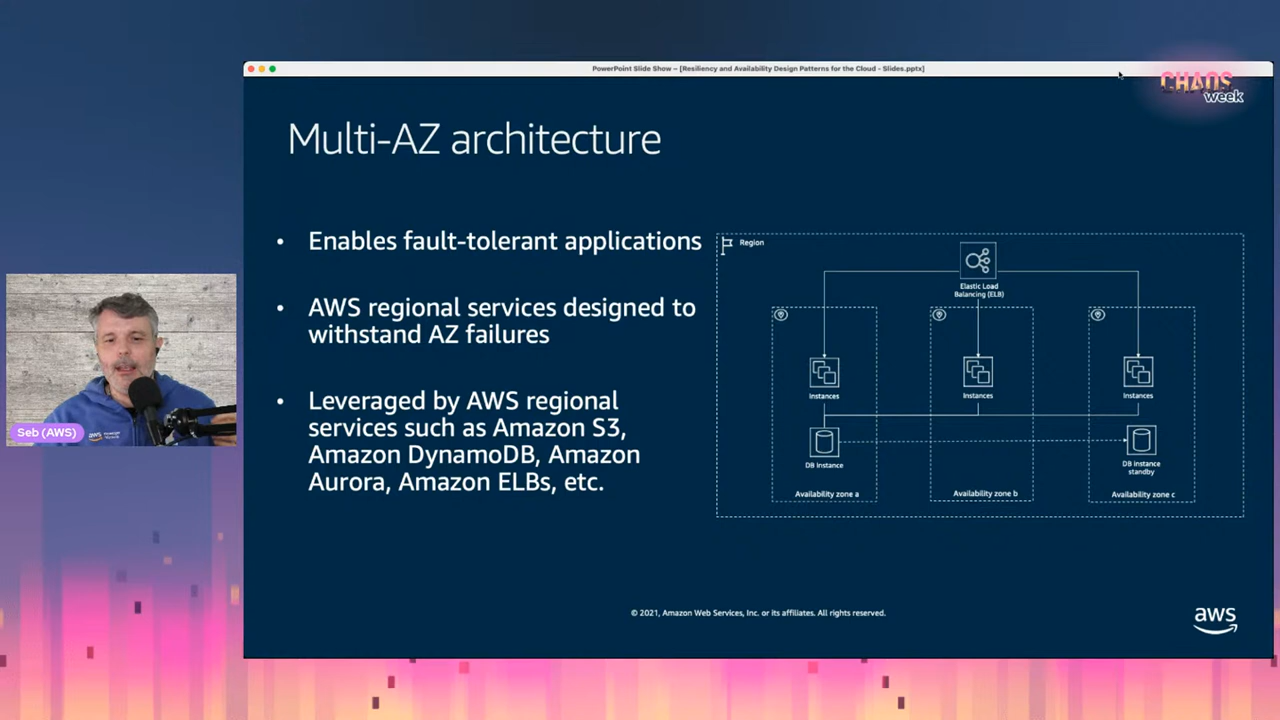 PowerPoint Slide Show – [Resiliency and Availability Design Patterns for the Cloud - Slides.pptx]
CHAOS
week
Multi-AZ architecture
• Enables fault-tolerant applications
• AWS regional services designed to
withstand AZ failures
• Leveraged by AWS regional
services such as Amazon S3,
Amazon DynamoDB, Amazon
Aurora, Amazon ELBs, etc.
Region
Elastic Load
Balancing (ELB)
Instances
Instances
Instances
DB instance
DB instance
standby
Availability zone a
Availability zone b
Availability zone c
Seb (AWS)
aws
© 2021, Amazon Web Services, Inc. or its affiliates. All rights reserved.
aws